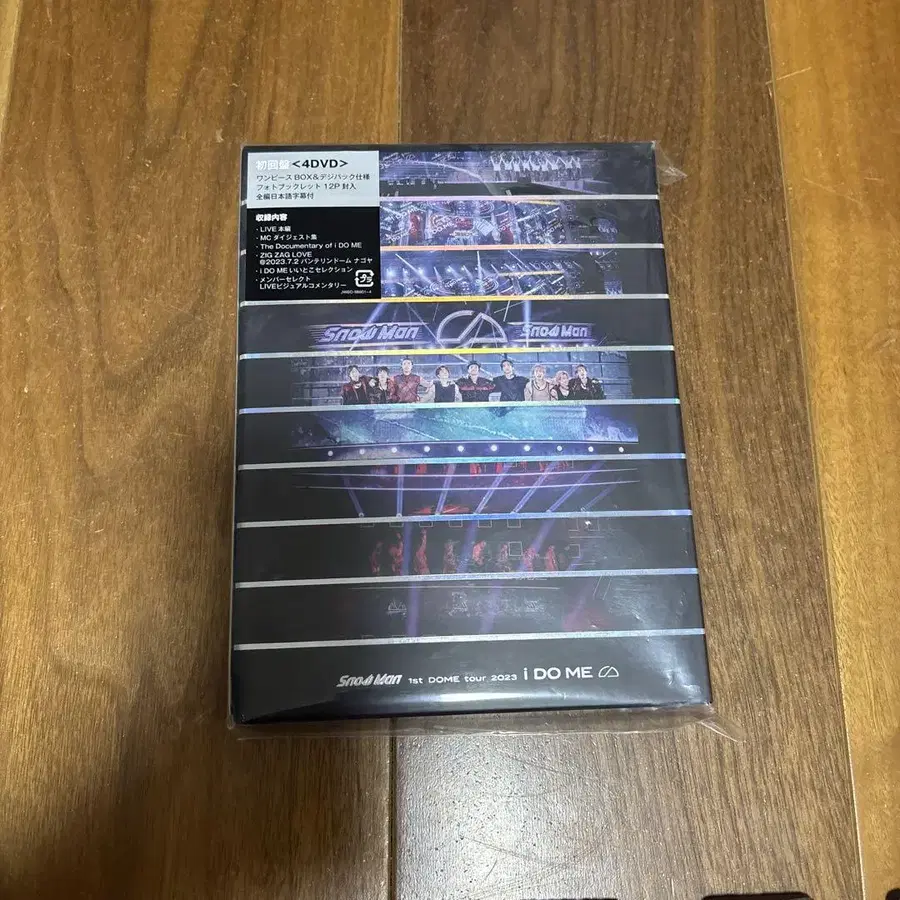 初回盤<4DVD>
ワンピースBOX&デジパック仕様
フォトブックレット12P封入
全編日本語字幕付
収録内容
・LIVE本編
・MCダイジェスト集
・The Documentary of i DO ME
・ZIG ZAG LOVE
@2023.7.2 バンテリンドーム ナゴヤ
・i DO MEいいとこセレクション
・メンバーセレクト
LIVEビジュアルコメンタリー
Snow Man
Snow Man
Snow Man 1st DOME tour 2023 i DO ME